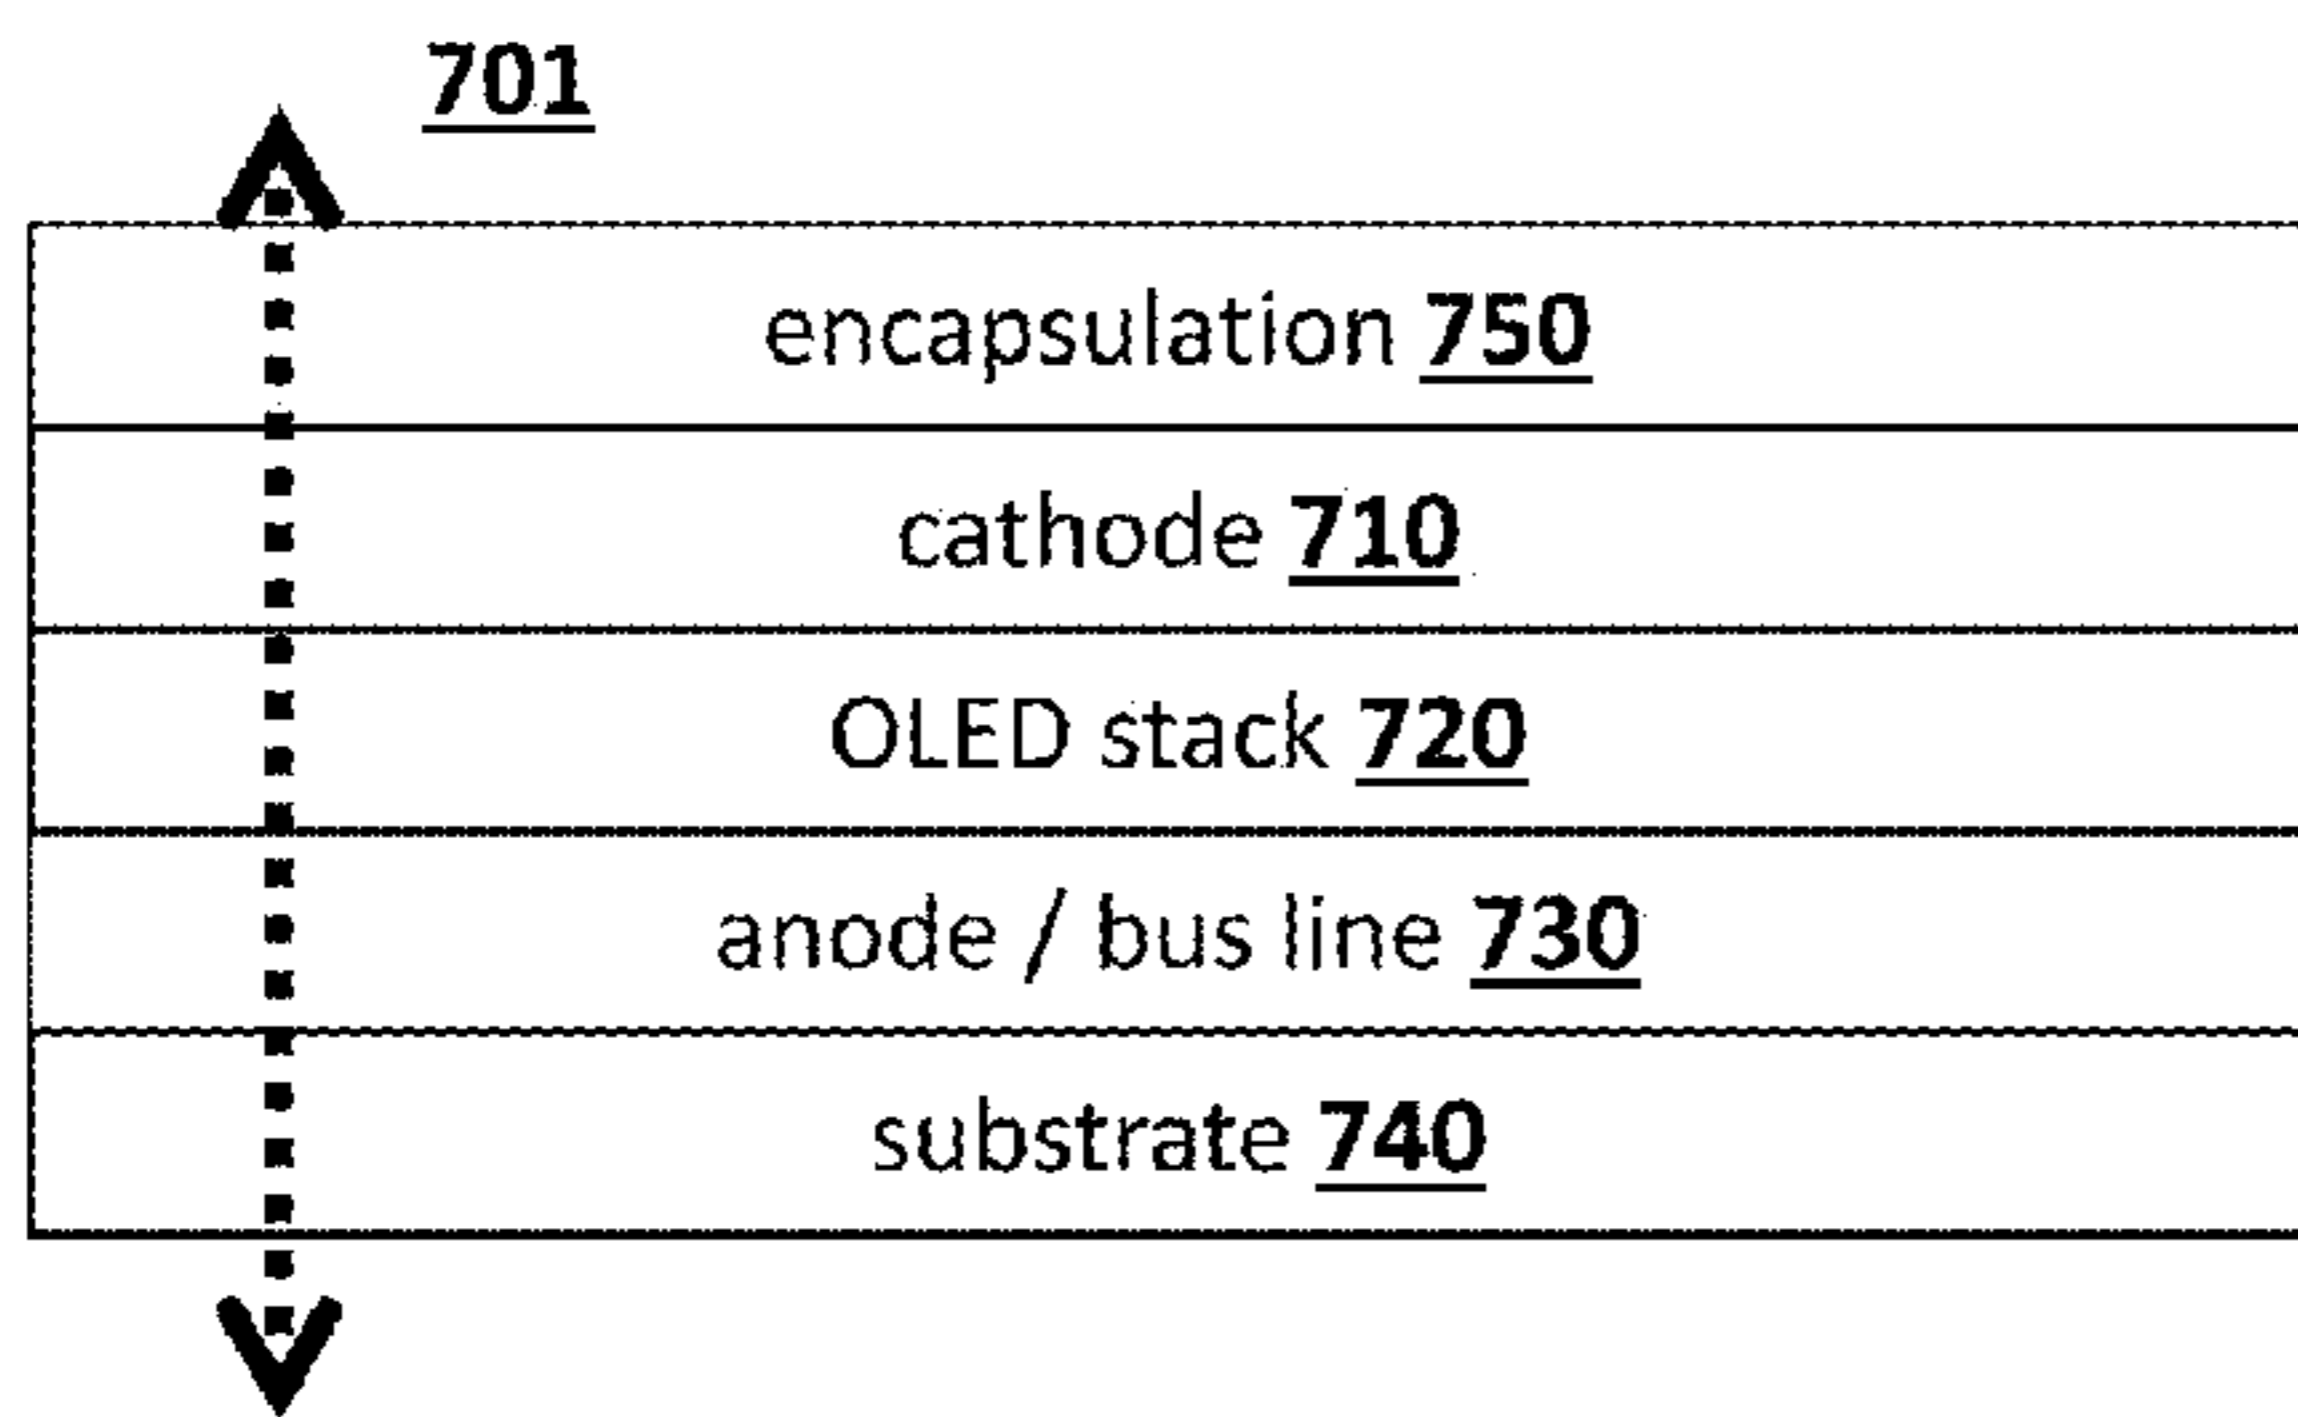 701
encapsulation 750
cathode 710
OLED stack 720
anode / bus line 730
substrate 740